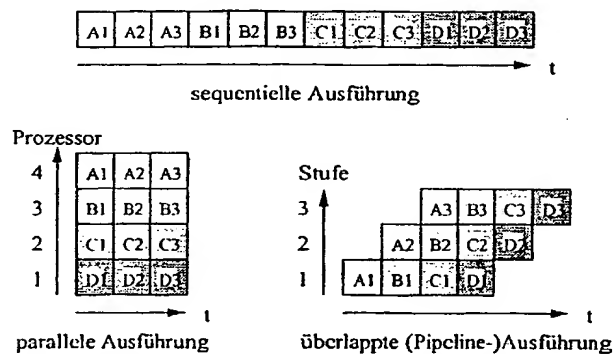 A1 A2 A3 B1 B2 B3 C1 C2 C3 D1 D2 D3
t
sequentielle Ausführung
Prozessor
4 A1 A2 A3
3 B1 B2 B3
2 C1 C2 C3
1 D1 D2 D3
t
parallele Ausführung
Stufe
3 A3 B3 C3 D3
2 A2 B2 C2 D2
1 A1 B1 C1 D1
t
überlappte (Pipeline-)Ausführung